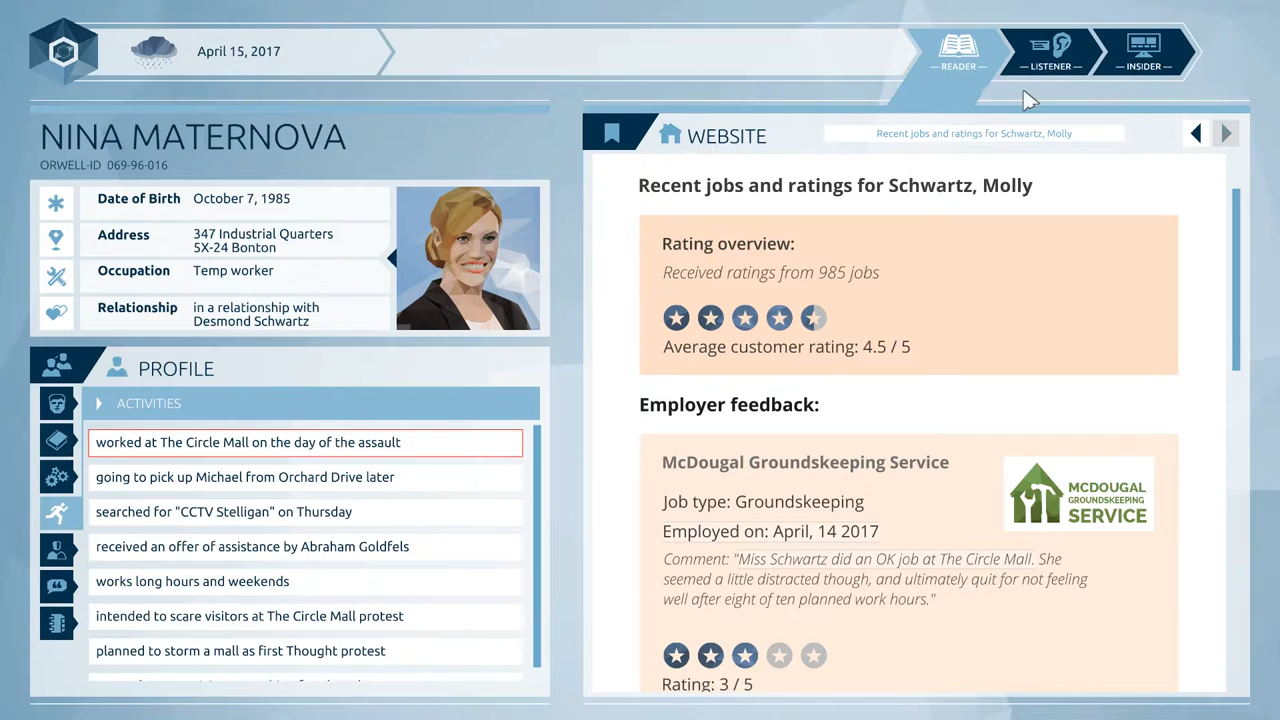 April 15, 2017
— READER —
— LISTENER —
— INSIDER —
NINA MATERNOVA
ORWELL-ID 069-96-016
Date of Birth October 7, 1985
Address 347 Industrial Quarters
5X-24 Bonton
Occupation Temp worker
Relationship in a relationship with
Desmond Schwartz
PROFILE
ACTIVITIES
worked at The Circle Mall on the day of the assault
going to pick up Michael from Orchard Drive later
searched for "CCTV Stelligan" on Thursday
received an offer of assistance by Abraham Goldfels
works long hours and weekends
intended to scare visitors at The Circle Mall protest
planned to storm a mall as first Thought protest
WEBSITE
Recent jobs and ratings for Schwartz, Molly
Recent jobs and ratings for Schwartz, Molly
Rating overview:
Received ratings from 985 jobs
Average customer rating: 4.5 / 5
Employer feedback:
McDougal Groundskeeping Service
Job type: Groundskeeping
Employed on: April, 14 2017
MCDOUGAL
GROUNDSKEEPING
SERVICE
Comment: "Miss Schwartz did an OK job at The Circle Mall. She
seemed a little distracted though, and ultimately quit for not feeling
well after eight of ten planned work hours."
Rating: 3 / 5